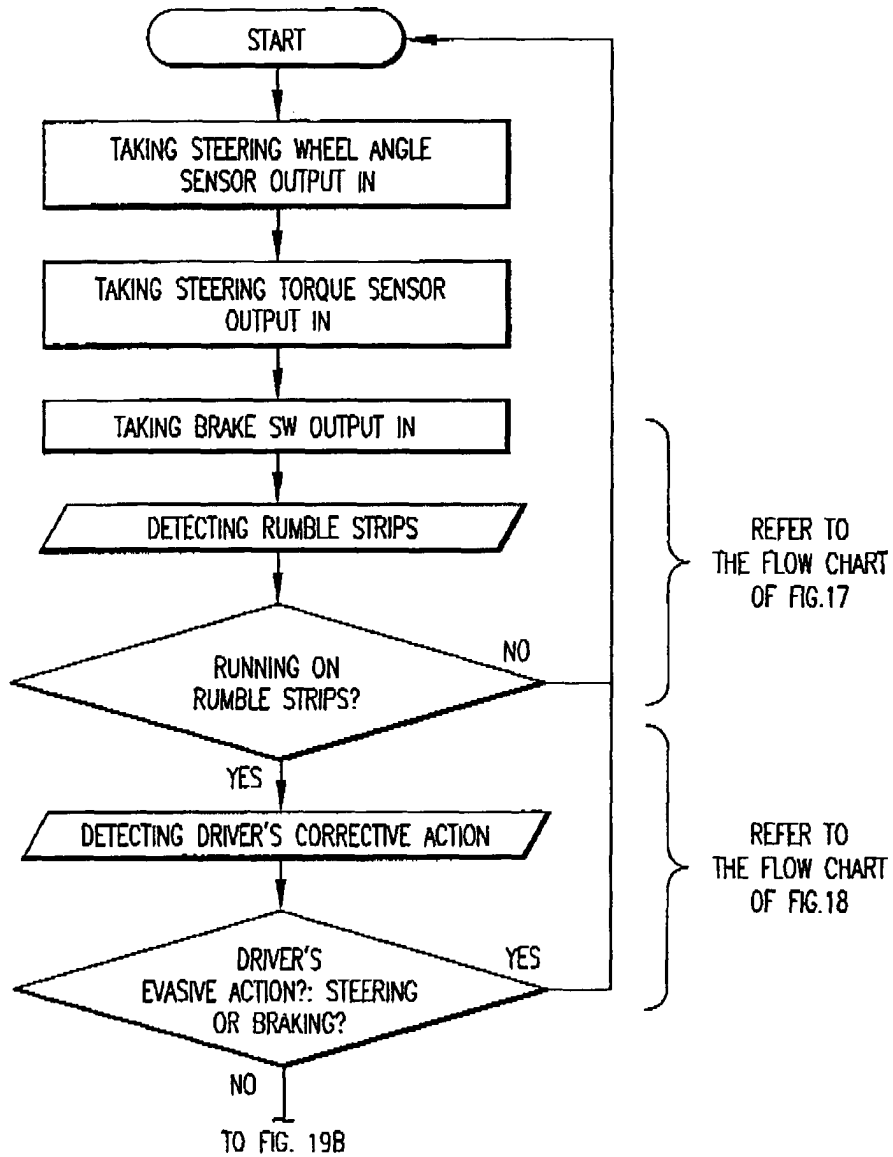 START
TAKING STEERING WHEEL ANGLE
SENSOR OUTPUT IN
TAKING STEERING TORQUE SENSOR
OUTPUT IN
TAKING BRAKE SW OUTPUT IN
DETECTING RUMBLE STRIPS
REFER TO
THE FLOW CHART
OF FIG.17
RUNNING ON
RUMBLE STRIPS?
NO
YES
DETECTING DRIVER'S CORRECTIVE ACTION
REFER TO
THE FLOW CHART
OF FIG.18
DRIVER'S
EVASIVE ACTION?: STEERING
OR BRAKING?
YES
NO
TO FIG. 19B